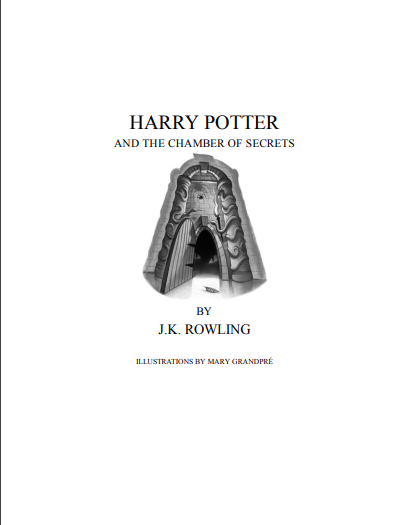 HARRY POTTER
AND THE CHAMBER OF SECRETS
BY
J.K. ROWLING
ILLUSTRATIONS BY MARY GRANDPRÉ